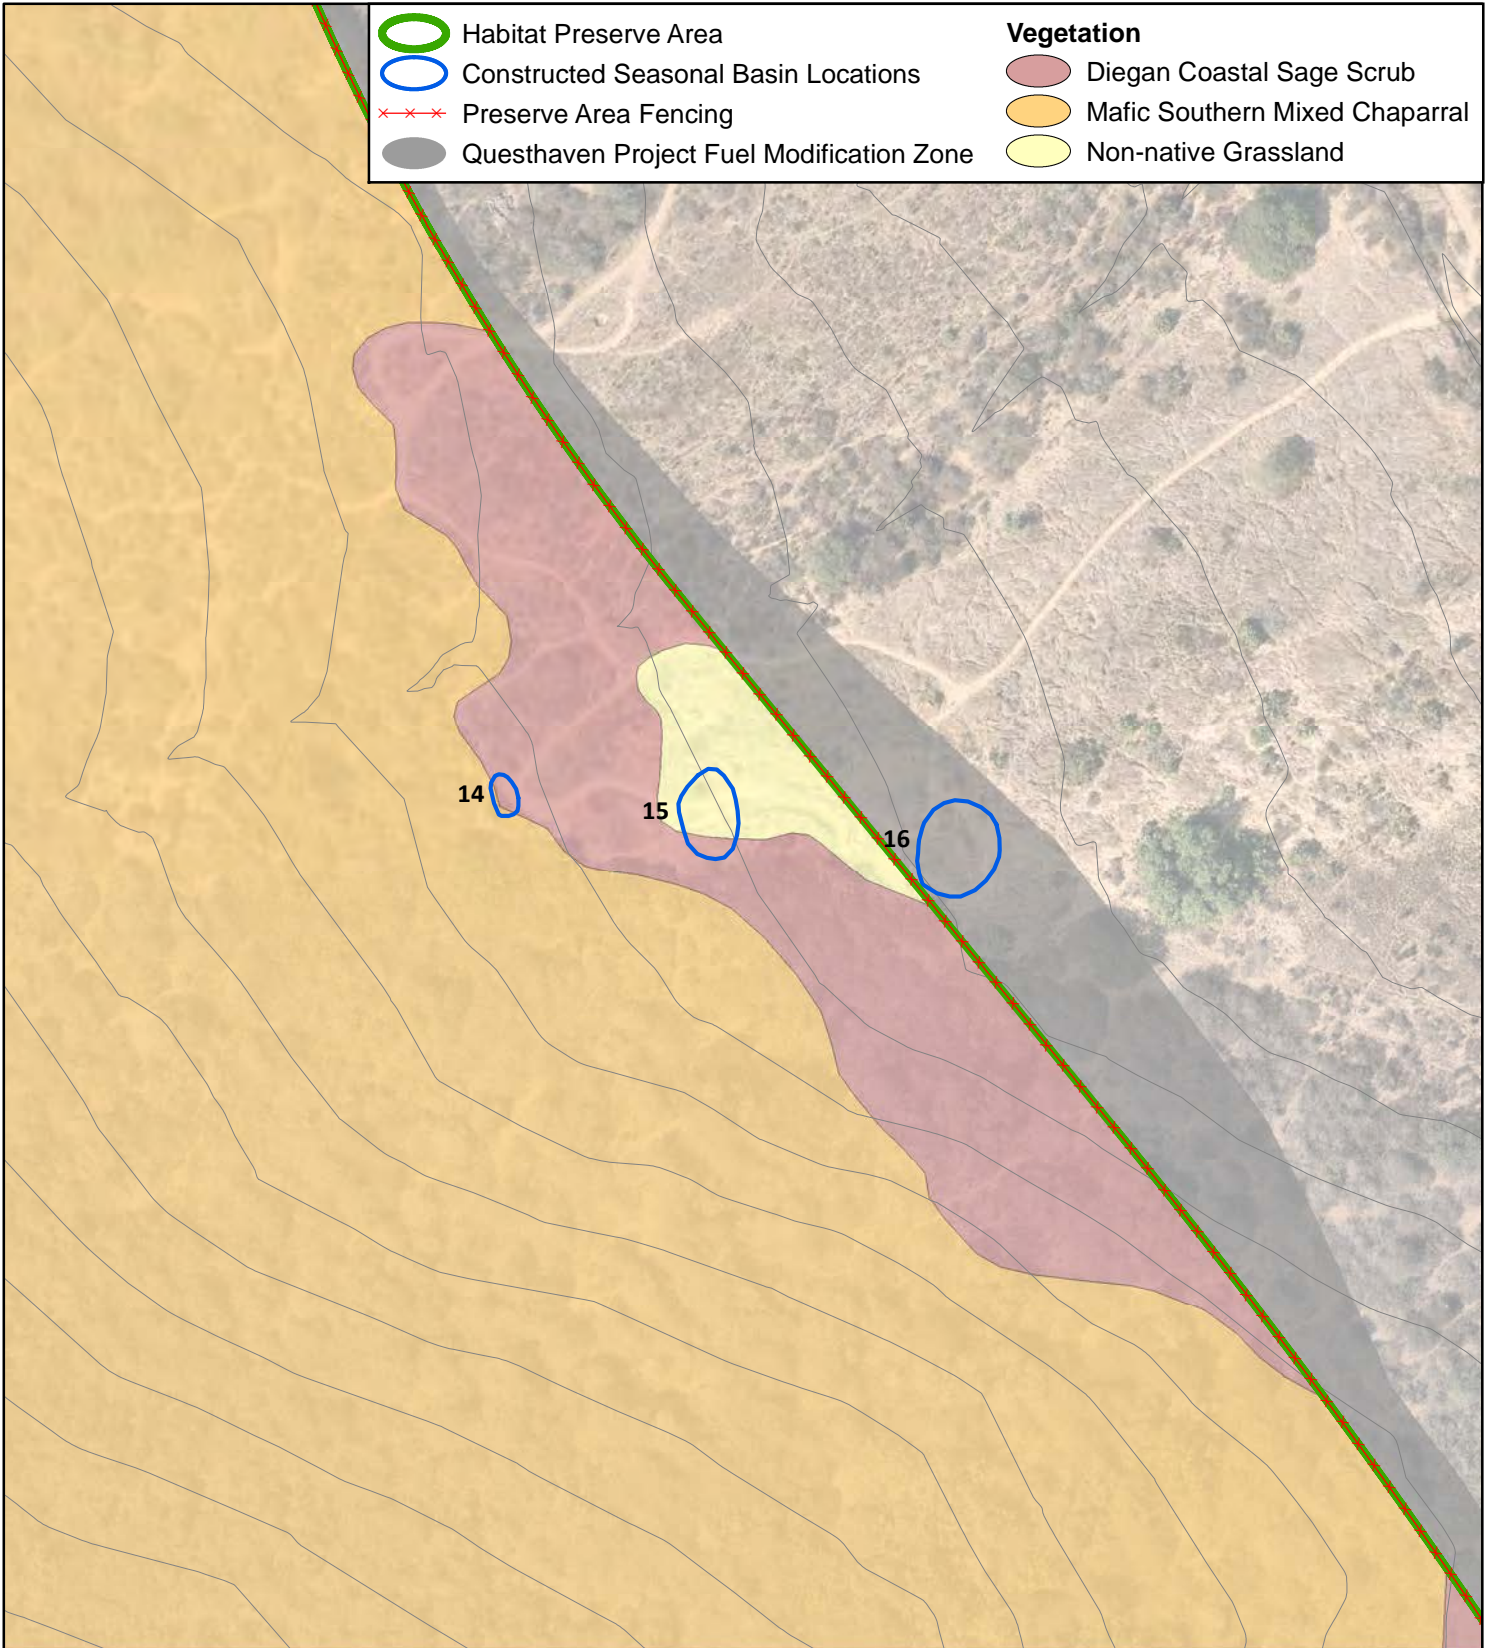 Habitat Preserve Area
Constructed Seasonal Basin Locations
Preserve Area Fencing
Questhaven Project Fuel Modification Zone
Vegetation
Diegan Coastal Sage Scrub
Mafic Southern Mixed Chaparral
Non-native Grassland
14
15
16